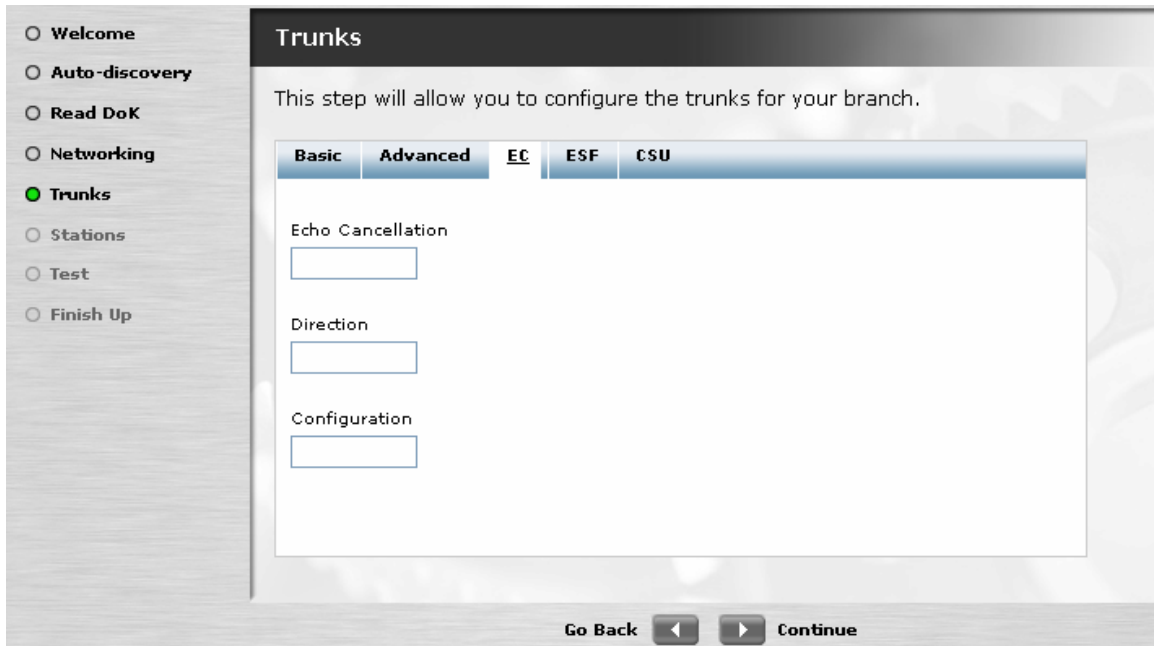 Welcome
Auto-discovery
Read DoK
Networking
Trunks
Stations
Test
Finish Up
Trunks
This step will allow you to configure the trunks for your branch.
Basic Advanced EC ESF CSU
Echo Cancellation
Direction
Configuration
Go Back Continue